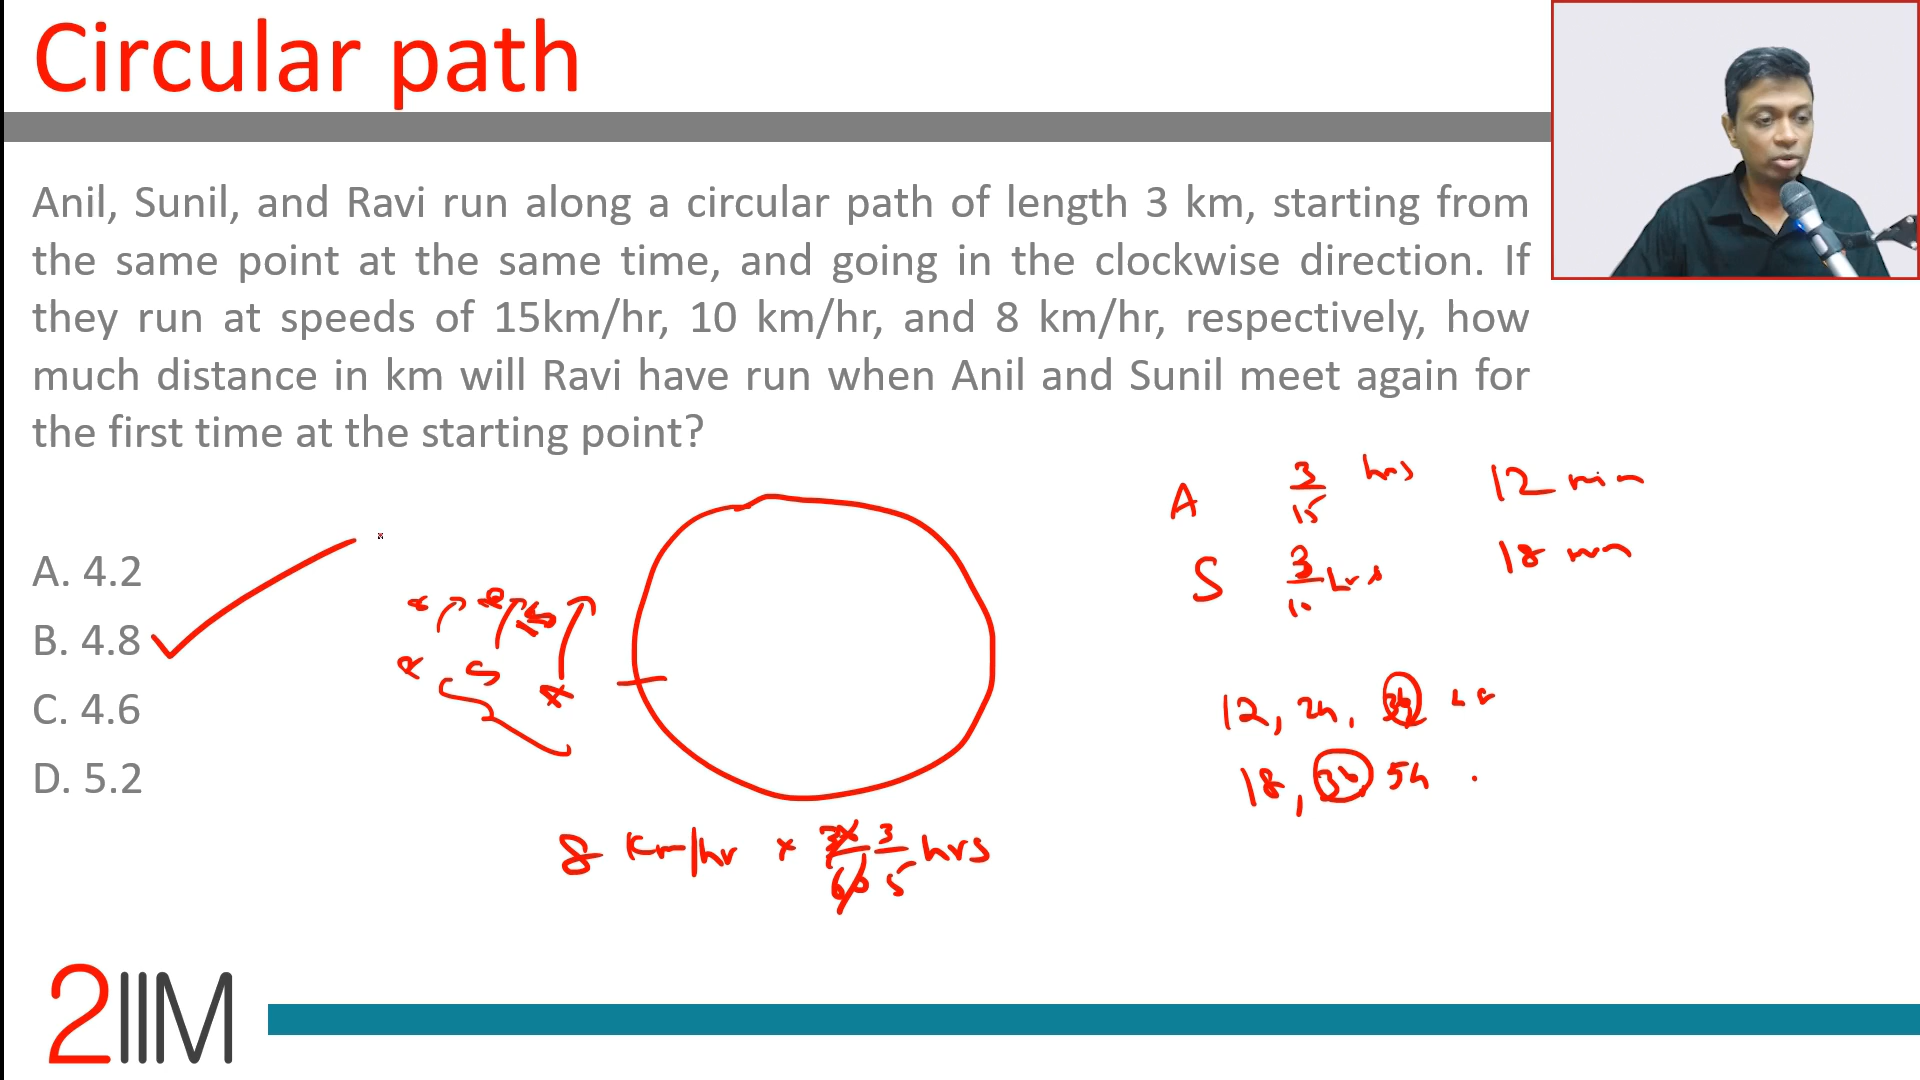 Circular path
Anil, Sunil, and Ravi run along a circular path of length 3 km, starting from
the same point at the same time, and going in the clockwise direction. If
they run at speeds of 15km/hr, 10 km/hr, and 8 km/hr, respectively, how
much distance in km will Ravi have run when Anil and Sunil meet again for
the first time at the starting point?
A 3/15 hrs 12 min
S 3/10 hrs 18 min
A. 4.2
B. 4.8
C. 4.6
D. 5.2
R S A
12, 24, 36
18, 36 54
8 Km/hr × 36/60 3/5 hrs
2IIM